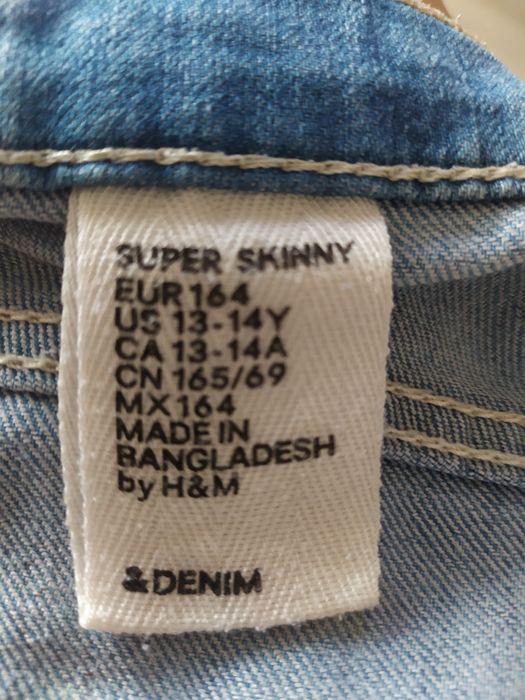 SUPER SKINNY
EUR 164
US 13-14Y
CA 13-14A
CN 165/69
MX 164
MADE IN
BANGLADESH
by H&M
&DENIM